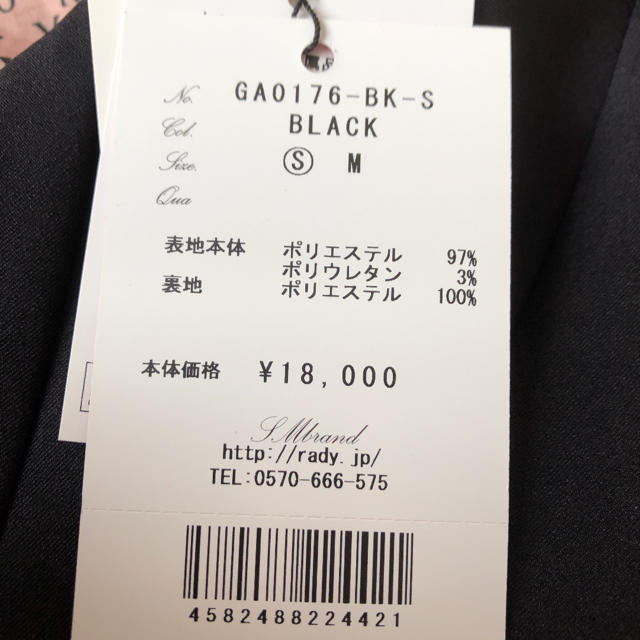 No. GA0176-BK-S
Col. BLACK
Size. Ⓢ M
Qua
表地本体 ポリエステル 97%
ポリウレタン 3%
裏地 ポリエステル 100%
本体価格 ¥18,000
SMbrand
http://rady.jp/
TEL:0570-666-575
4582488224421